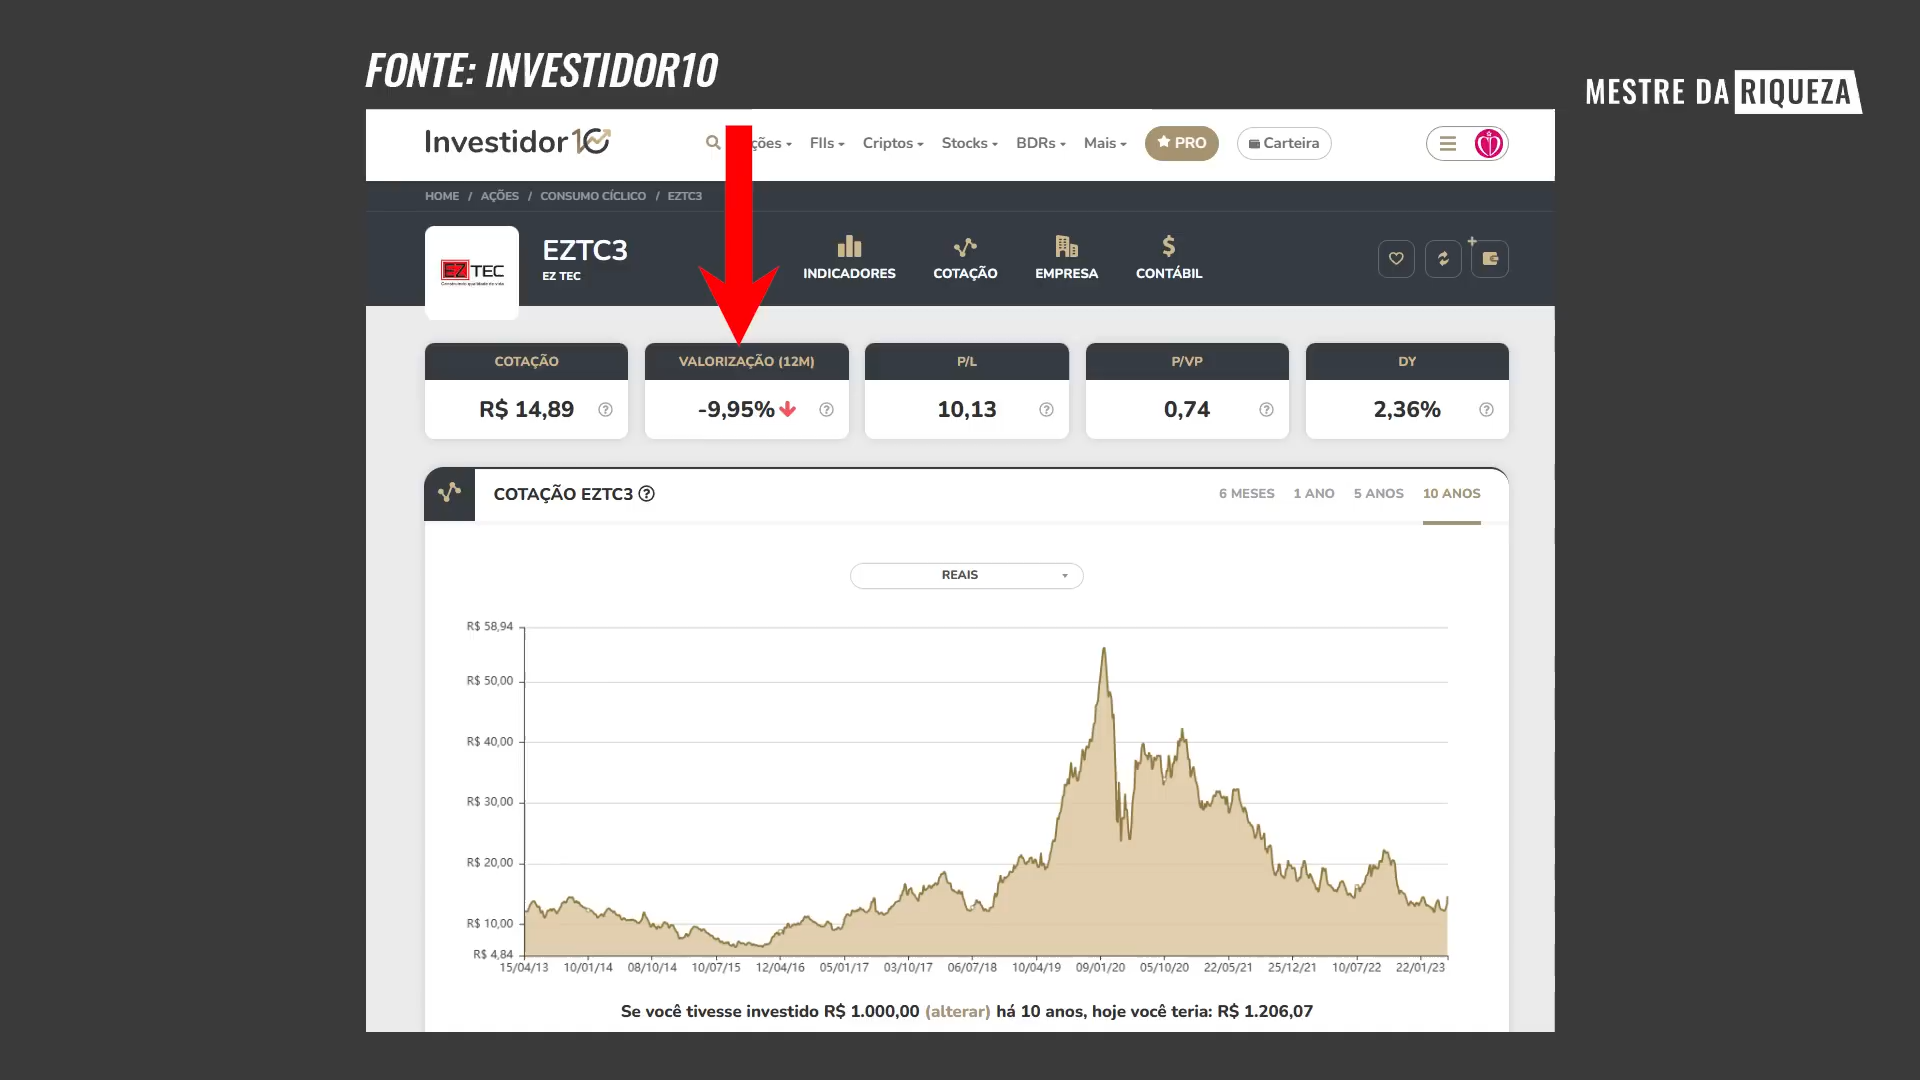 FONTE: INVESTIDOR10
MESTRE DA RIQUEZA
Investidor10
ções FIIs Criptos Stocks BDRs Mais PRO Carteira
HOME / AÇÕES / CONSUMO CÍCLICO / EZTC3
EZ TEC
EZTC3
EZ TEC
INDICADORES COTAÇÃO EMPRESA CONTÁBIL
COTAÇÃO
R$ 14,89
VALORIZAÇÃO (12M)
-9,95%
P/L
10,13
P/VP
0,74
DY
2,36%
COTAÇÃO EZTC3
6 MESES 1 ANO 5 ANOS 10 ANOS
REAIS
R$ 58,94
R$ 50,00
R$ 40,00
R$ 30,00
R$ 20,00
R$ 10,00
R$ 4,84
15/04/13 10/01/14 08/10/14 10/07/15 12/04/16 05/01/17 03/10/17 06/07/18 10/04/19 09/01/20 05/10/20 22/05/21 25/12/21 10/07/22 22/01/23
Se você tivesse investido R$ 1.000,00 (alterar) há 10 anos, hoje você teria: R$ 1.206,07